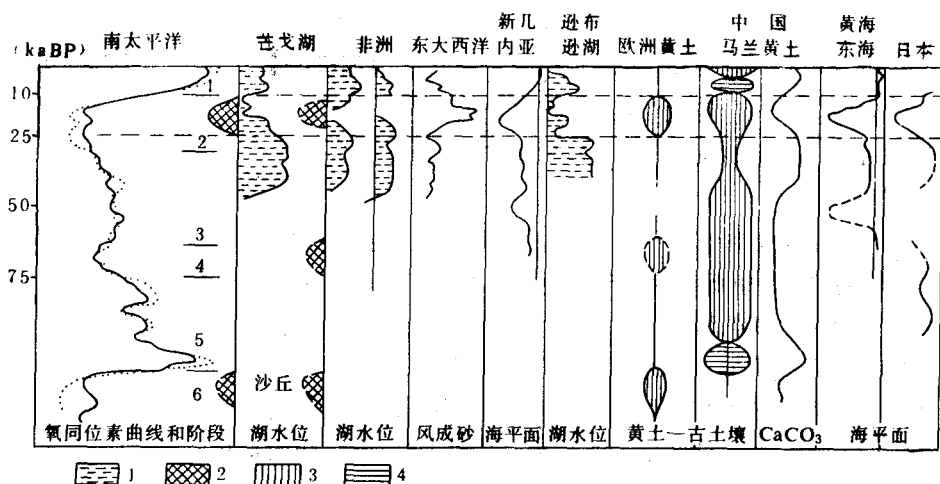 (kaBP) 南太平洋 芒戈湖 非洲 东大西洋 新几内亚 逊布逊湖 欧洲黄土 中国马兰黄土 黄海东海 日本
10
25
50
75
1
2
3
4
5
6
沙丘
氧同位素曲线和阶段 湖水位 湖水位 风成砂 海平面 湖水位 黄土—古土壤 CaCO3 海平面
1 2 3 4